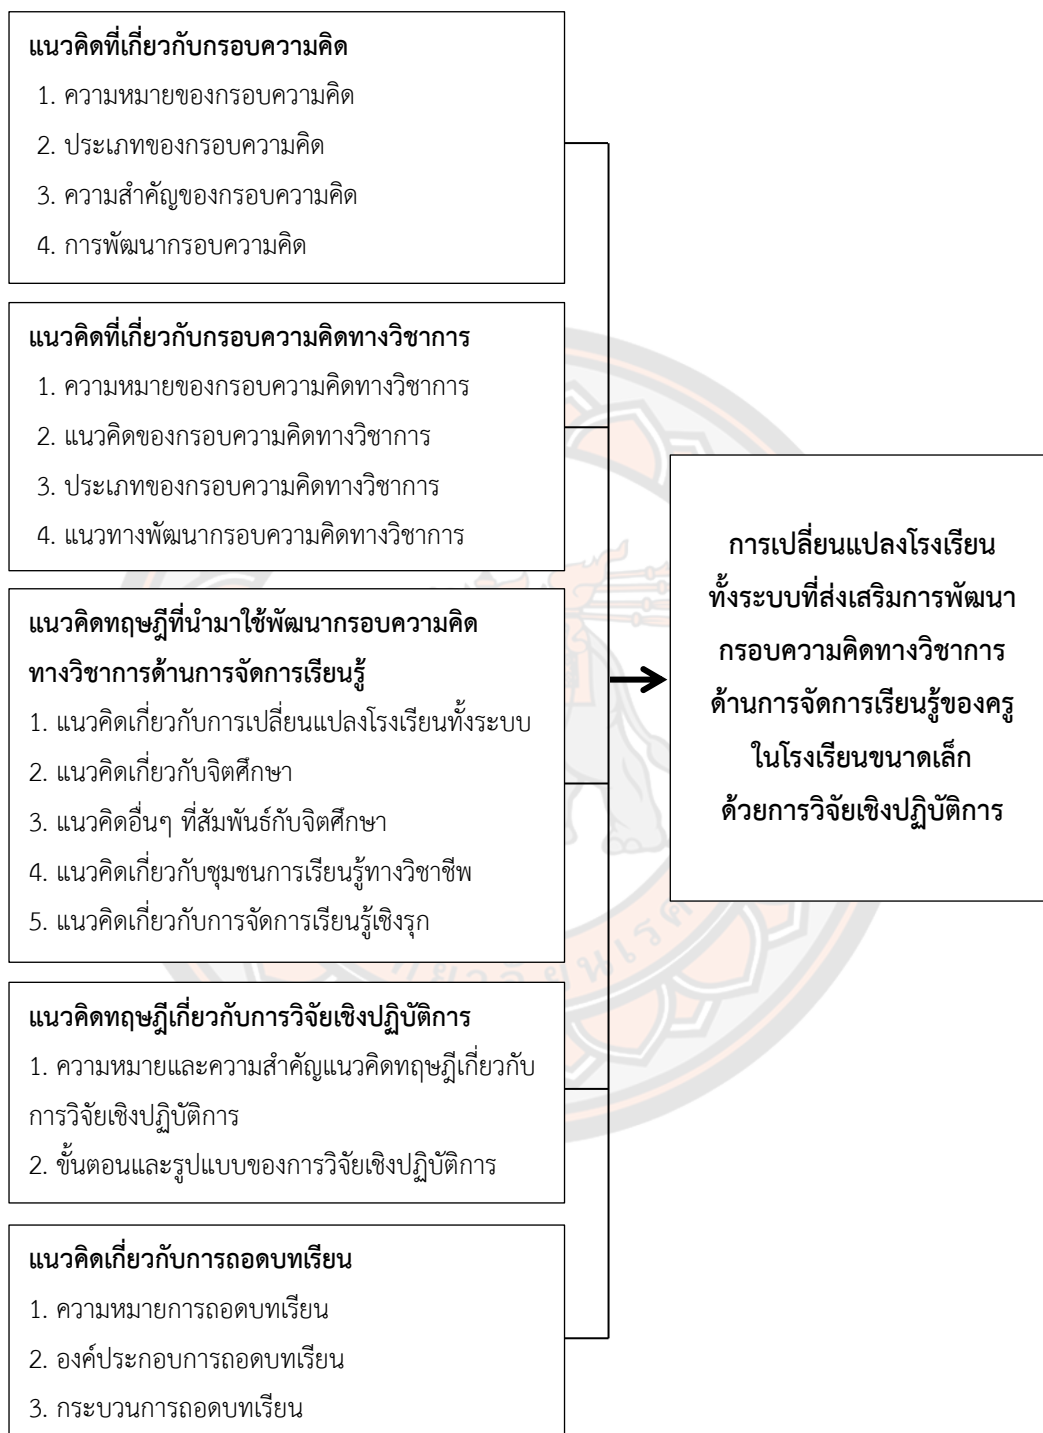 แนวคิดที่เกี่ยวกับกรอบความคิด
1. ความหมายของกรอบความคิด
2. ประเภทของกรอบความคิด
3. ความสำคัญของกรอบความคิด
4. การพัฒนากรอบความคิด
แนวคิดที่เกี่ยวกับกรอบความคิดทางวิชาการ
1. ความหมายของกรอบความคิดทางวิชาการ
2. แนวคิดของกรอบความคิดทางวิชาการ
3. ประเภทของกรอบความคิดทางวิชาการ
4. แนวทางพัฒนากรอบความคิดทางวิชาการ
แนวคิดทฤษฎีที่นำมาใช้พัฒนากรอบความคิด
ทางวิชาการด้านการจัดการเรียนรู้
1. แนวคิดเกี่ยวกับการเปลี่ยนแปลงโรงเรียนทั้งระบบ
2. แนวคิดเกี่ยวกับจิตศึกษา
3. แนวคิดอื่นๆ ที่สัมพันธ์กับจิตศึกษา
4. แนวคิดเกี่ยวกับชุมชนการเรียนรู้ทางวิชาชีพ
5. แนวคิดเกี่ยวกับการจัดการเรียนรู้เชิงรุก
แนวคิดทฤษฎีเกี่ยวกับการวิจัยเชิงปฏิบัติการ
1. ความหมายและความสำคัญแนวคิดทฤษฎีเกี่ยวกับ
การวิจัยเชิงปฏิบัติการ
2. ขั้นตอนและรูปแบบของการวิจัยเชิงปฏิบัติการ
แนวคิดเกี่ยวกับการถอดบทเรียน
1. ความหมายการถอดบทเรียน
2. องค์ประกอบการถอดบทเรียน
3. กระบวนการถอดบทเรียน
การเปลี่ยนแปลงโรงเรียน
ทั้งระบบที่ส่งเสริมการพัฒนา
กรอบความคิดทางวิชาการ
ด้านการจัดการเรียนรู้ของครู
ในโรงเรียนขนาดเล็ก
ด้วยการวิจัยเชิงปฏิบัติการ